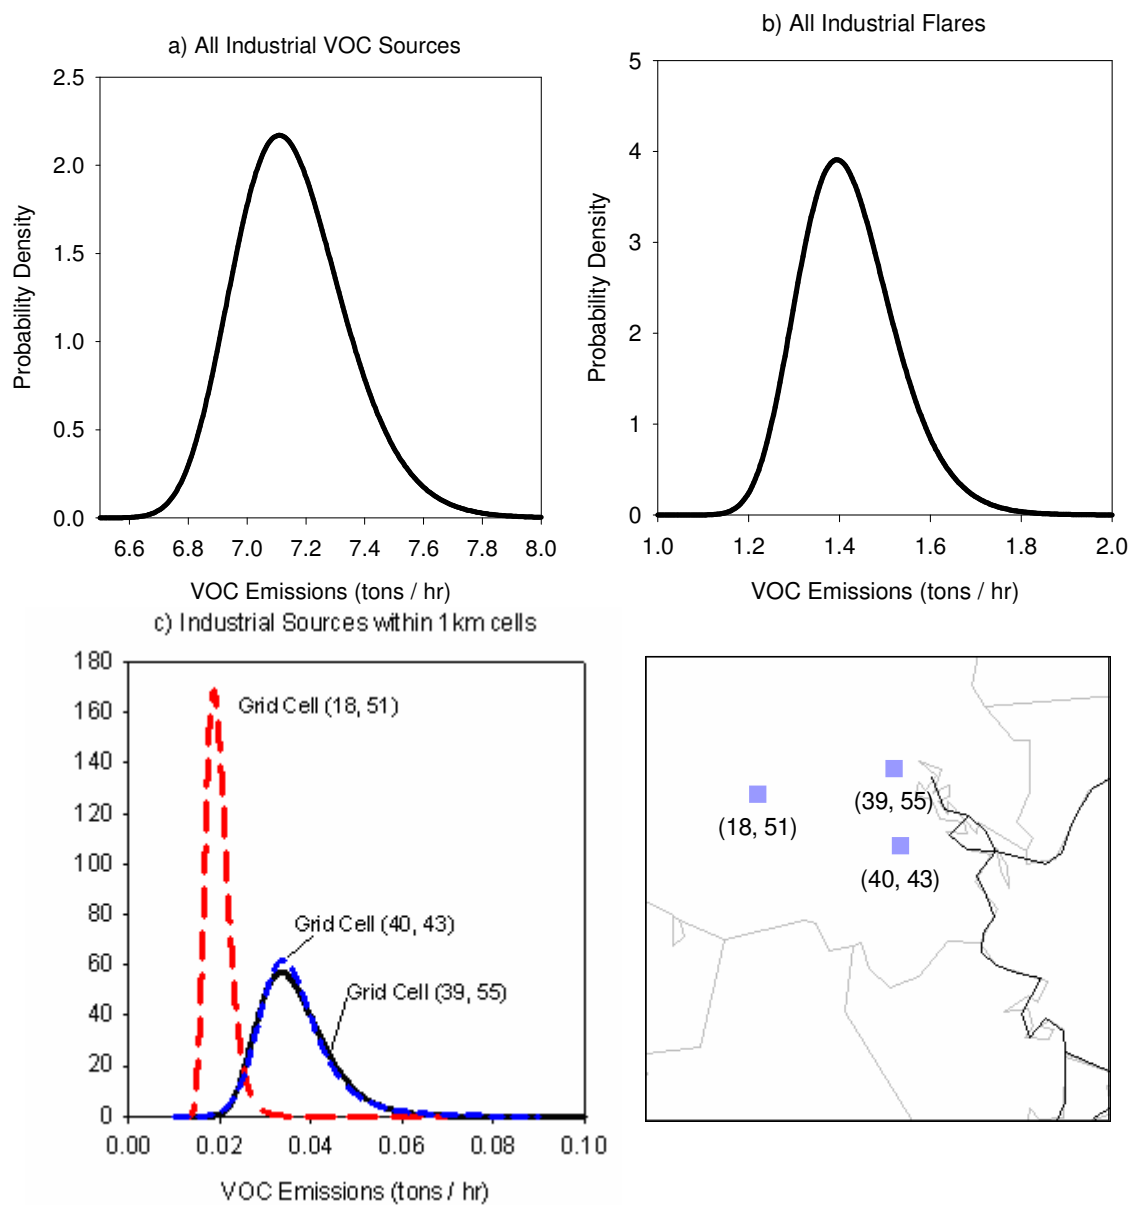 a) All Industrial VOC Sources
2.5
2.0
1.5
1.0
0.5
0.0
Probability Density
6.6 6.8 7.0 7.2 7.4 7.6 7.8 8.0
VOC Emissions (tons / hr)
b) All Industrial Flares
5
4
3
2
1
0
Probability Density
1.0 1.2 1.4 1.6 1.8 2.0
VOC Emissions (tons / hr)
c) Industrial Sources within 1km cells
180
160
140
120
100
80
60
40
20
0
Grid Cell (18, 51)
Grid Cell (40, 43)
Grid Cell (39, 55)
0.00 0.02 0.04 0.06 0.08 0.10
VOC Emissions (tons / hr)
(39, 55)
(18, 51)
(40, 43)